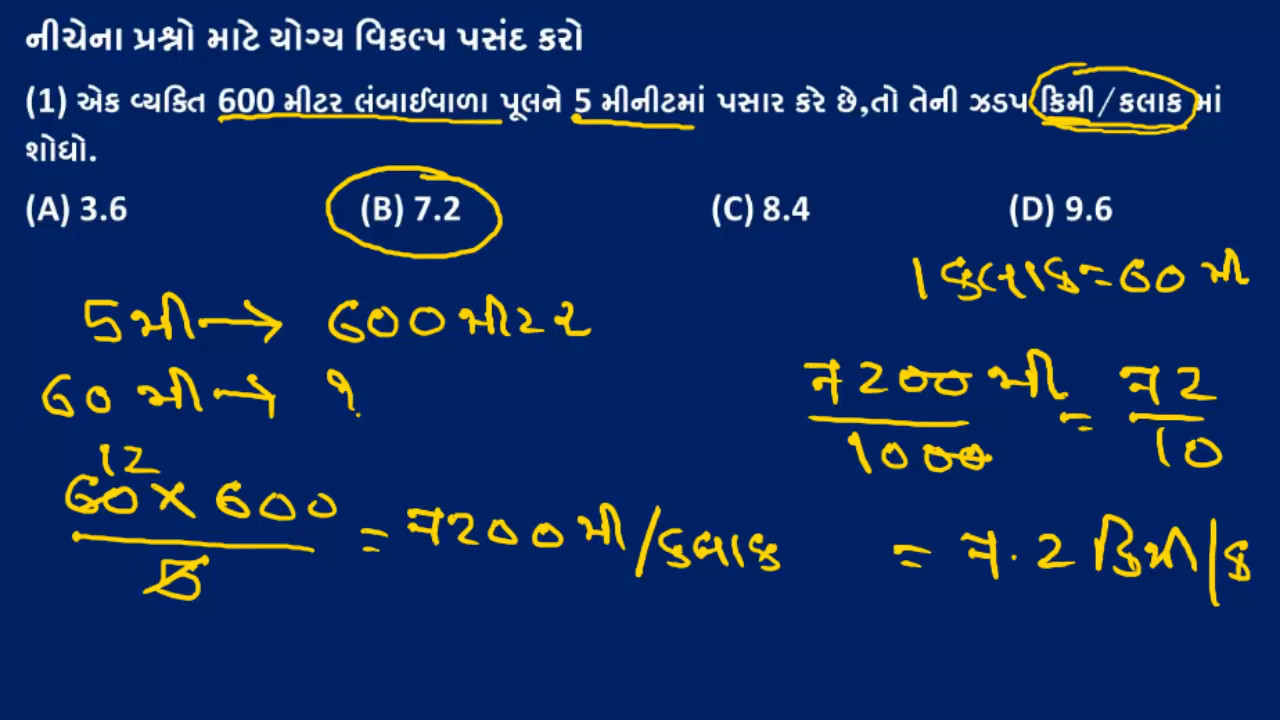 નીચેના પ્રશ્નો માટે યોગ્ય વિકલ્પ પસંદ કરો
(1) એક વ્યક્તિ 600 મીટર લંબાઈવાળા પૂલને 5 મીનીટમાં પસાર કરે છે,તો તેની ઝડપ કિમી/કલાક માં
શોધો.
(A) 3.6 (B) 7.2 (C) 8.4 (D) 9.6
1 કલાક = 60 મી
5 મી → 600 મીટર
60 મી → ?
7200 મી / 1000 = 72 / 10
12
60 × 600 / 5 = 7200 મી/કલાક
= 7.2 કિમી/ક